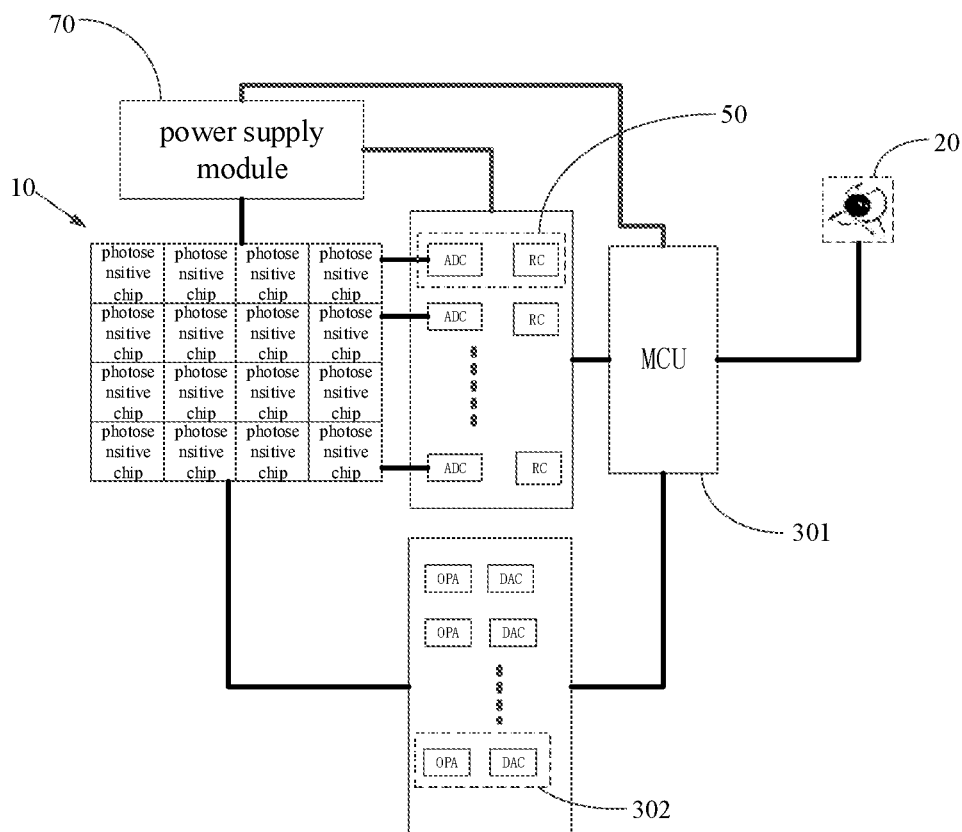 70
power supply
module
50
20
10
photose photose photose photose
nsitive nsitive nsitive nsitive
chip chip chip chip
ADC RC
photose photose photose photose
nsitive nsitive nsitive nsitive
chip chip chip chip
ADC RC
MCU
photose photose photose photose
nsitive nsitive nsitive nsitive
chip chip chip chip
photose photose photose photose
nsitive nsitive nsitive nsitive
chip chip chip chip
ADC RC
301
OPA DAC
OPA DAC
OPA DAC
302